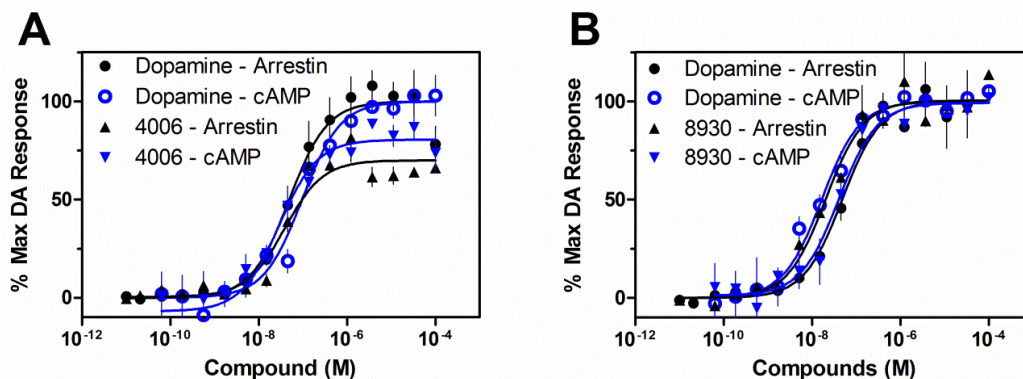 A
% Max DA Response
100
50
0
Dopamine - Arrestin
Dopamine - cAMP
4006 - Arrestin
4006 - cAMP
10-12
10-10
10-8
10-6
10-4
Compound (M)
B
% Max DA Response
100
50
0
Dopamine - Arrestin
Dopamine - cAMP
8930 - Arrestin
8930 - cAMP
10-12
10-10
10-8
10-6
10-4
Compounds (M)